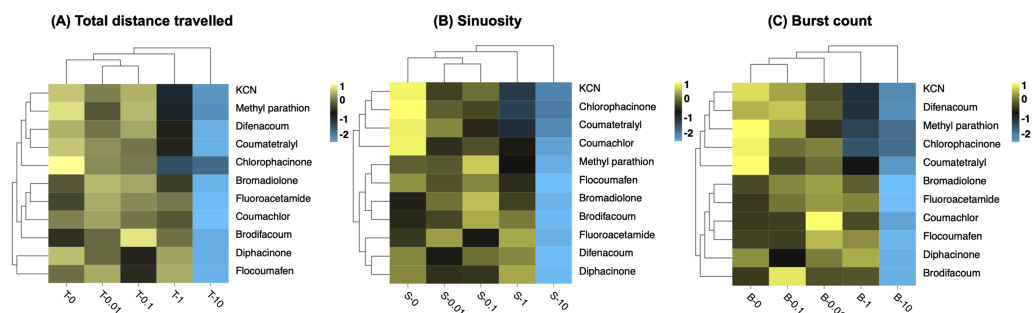 (A) Total distance travelled
(B) Sinuosity
(C) Burst count
1
0
-1
-2
KCN
Methyl parathion
Difenacoum
Coumatetralyl
Chlorophacinone
Bromadiolone
Fluroacetamide
Coumachlor
Brodifacoum
Diphacinone
Flocoumafen
T-0
T-0.01
T-0.1
T-1
T-10
1
0
-1
-2
KCN
Chlorophacinone
Coumatetralyl
Coumachlor
Methyl parathion
Flocoumafen
Bromadiolone
Brodifacoum
Fluoroacetamide
Difenacoum
Diphacinone
S-0
S-0.01
S-0.1
S-1
S-10
1
0
-1
-2
KCN
Difenacoum
Methyl parathion
Chlorophacinone
Coumatetralyl
Bromadiolone
Fluoroacetamide
Coumachlor
Flocoumafen
Diphacinone
Brodifacoum
B-0
B-0.1
B-1
B-10